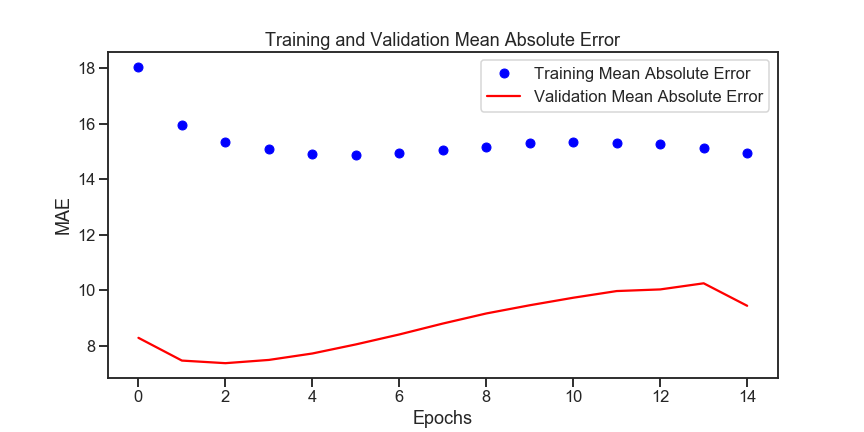 Training and Validation Mean Absolute Error
Training Mean Absolute Error
Validation Mean Absolute Error
MAE
18
16
14
12
10
8
0 2 4 6 8 10 12 14
Epochs